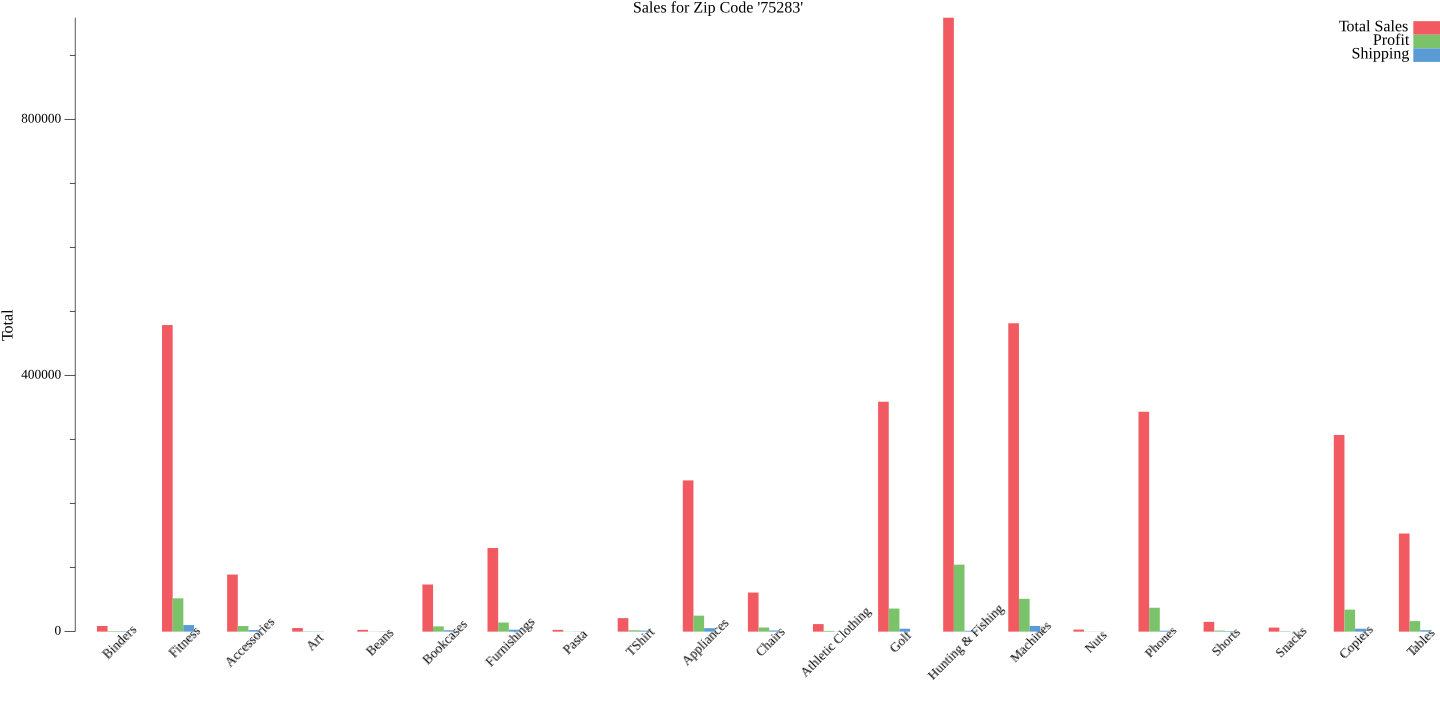 Sales for Zip Code '75283'
Total Sales
Profit
Shipping
Total
800000
400000
0
Binders
Fitness
Accessories
Art
Beans
Bookcases
Furnishings
Pasta
TShirt
Appliances
Chairs
Athletic Clothing
Golf
Hunting & Fishing
Machines
Nuts
Phones
Shorts
Snacks
Copiers
Tables